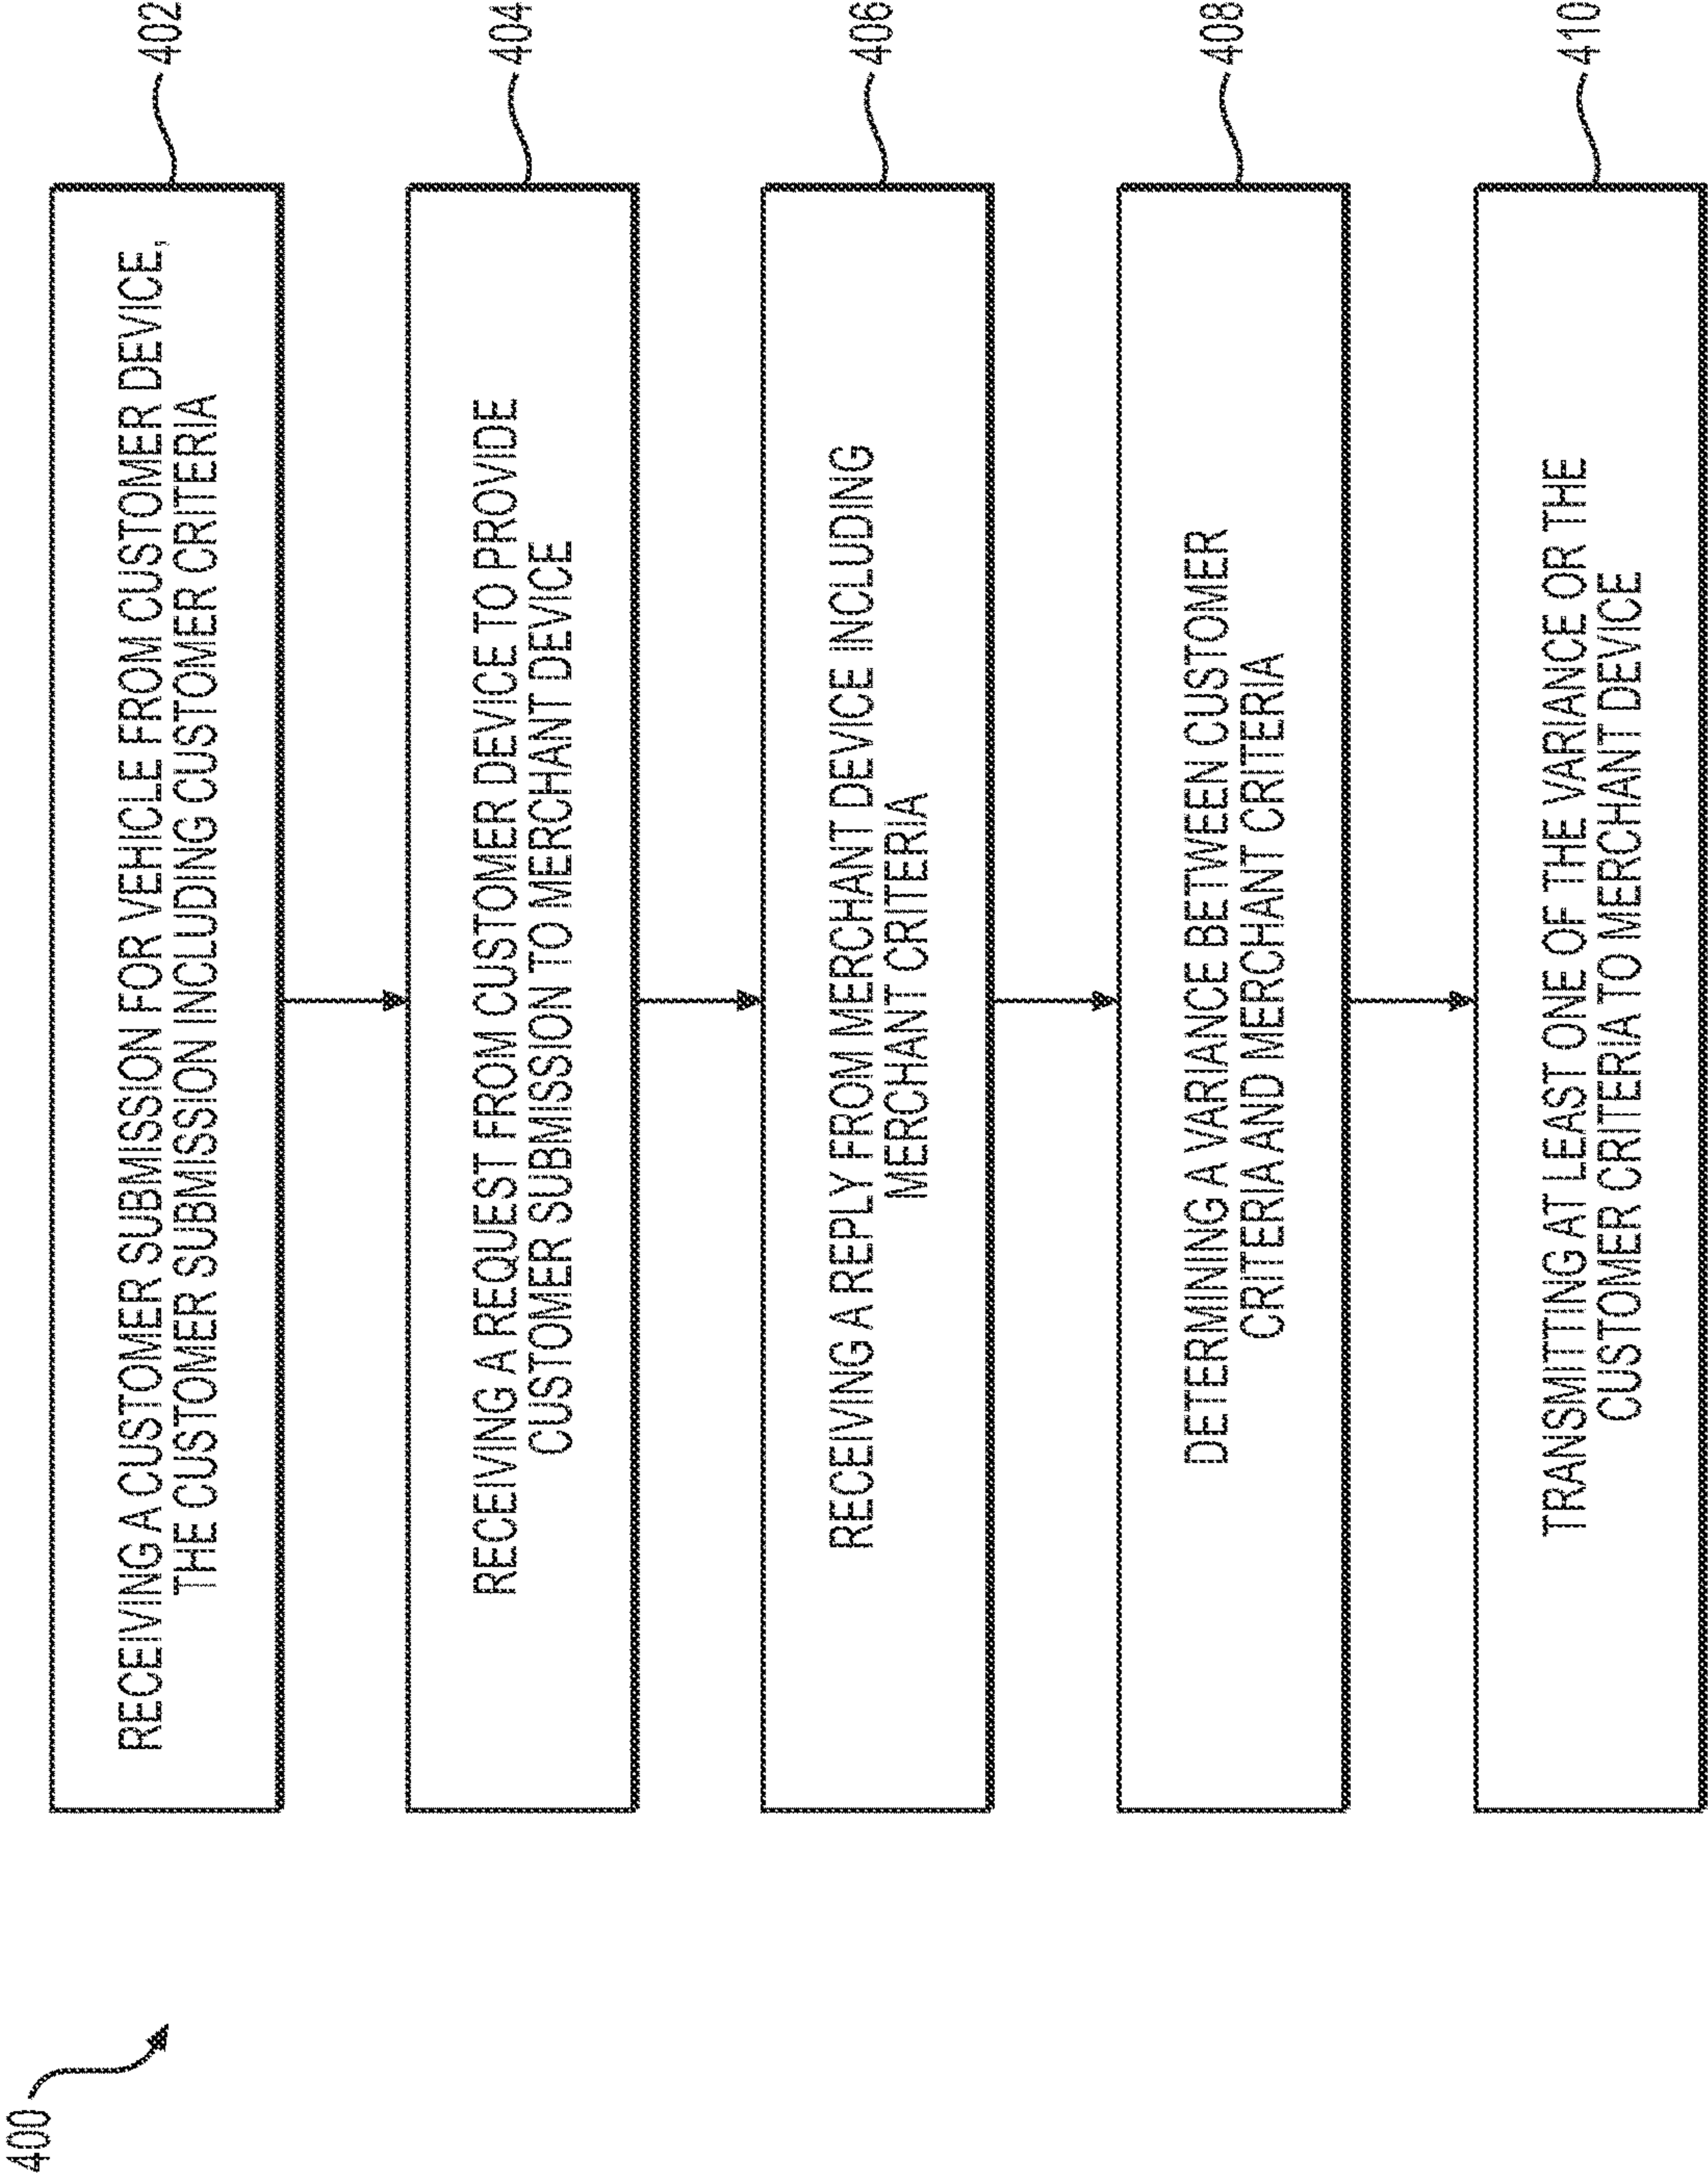 400
RECEIVING A CUSTOMER SUBMISSION FOR VEHICLE FROM CUSTOMER DEVICE,
THE CUSTOMER SUBMISSION INCLUDING CUSTOMER CRITERIA
402
RECEIVING A REQUEST FROM CUSTOMER DEVICE TO PROVIDE
CUSTOMER SUBMISSION TO MERCHANT DEVICE
404
RECEIVING A REPLY FROM MERCHANT DEVICE INCLUDING
MERCHANT CRITERIA
406
DETERMINING A VARIANCE BETWEEN CUSTOMER
CRITERIA AND MERCHANT CRITERIA
408
TRANSMITTING AT LEAST ONE OF THE VARIANCE OR THE
CUSTOMER CRITERIA TO MERCHANT DEVICE
410